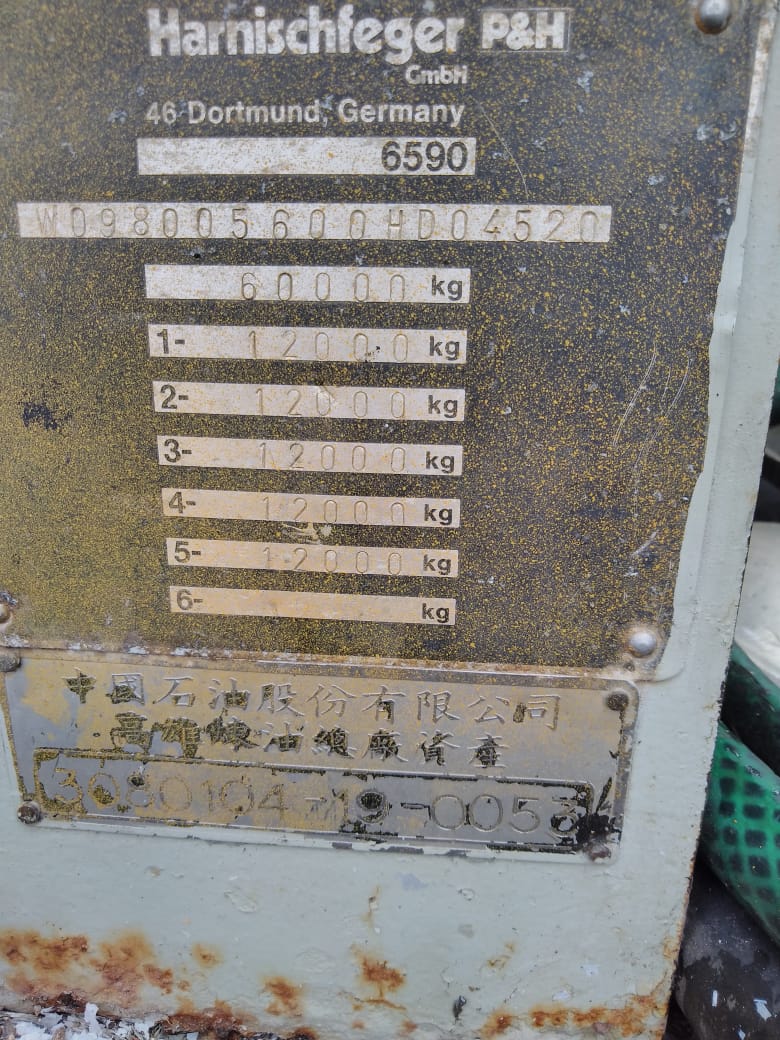 Harnischfeger P&H
GmbH
46 Dortmund, Germany
6590
W098005600HD04520
60000 kg
1- 12000 kg
2- 12000 kg
3- 12000 kg
4- 12000 kg
5- 12000 kg
6- kg
中國石油股份有限公司
高雄煉油總廠資產
3080104-19-0053